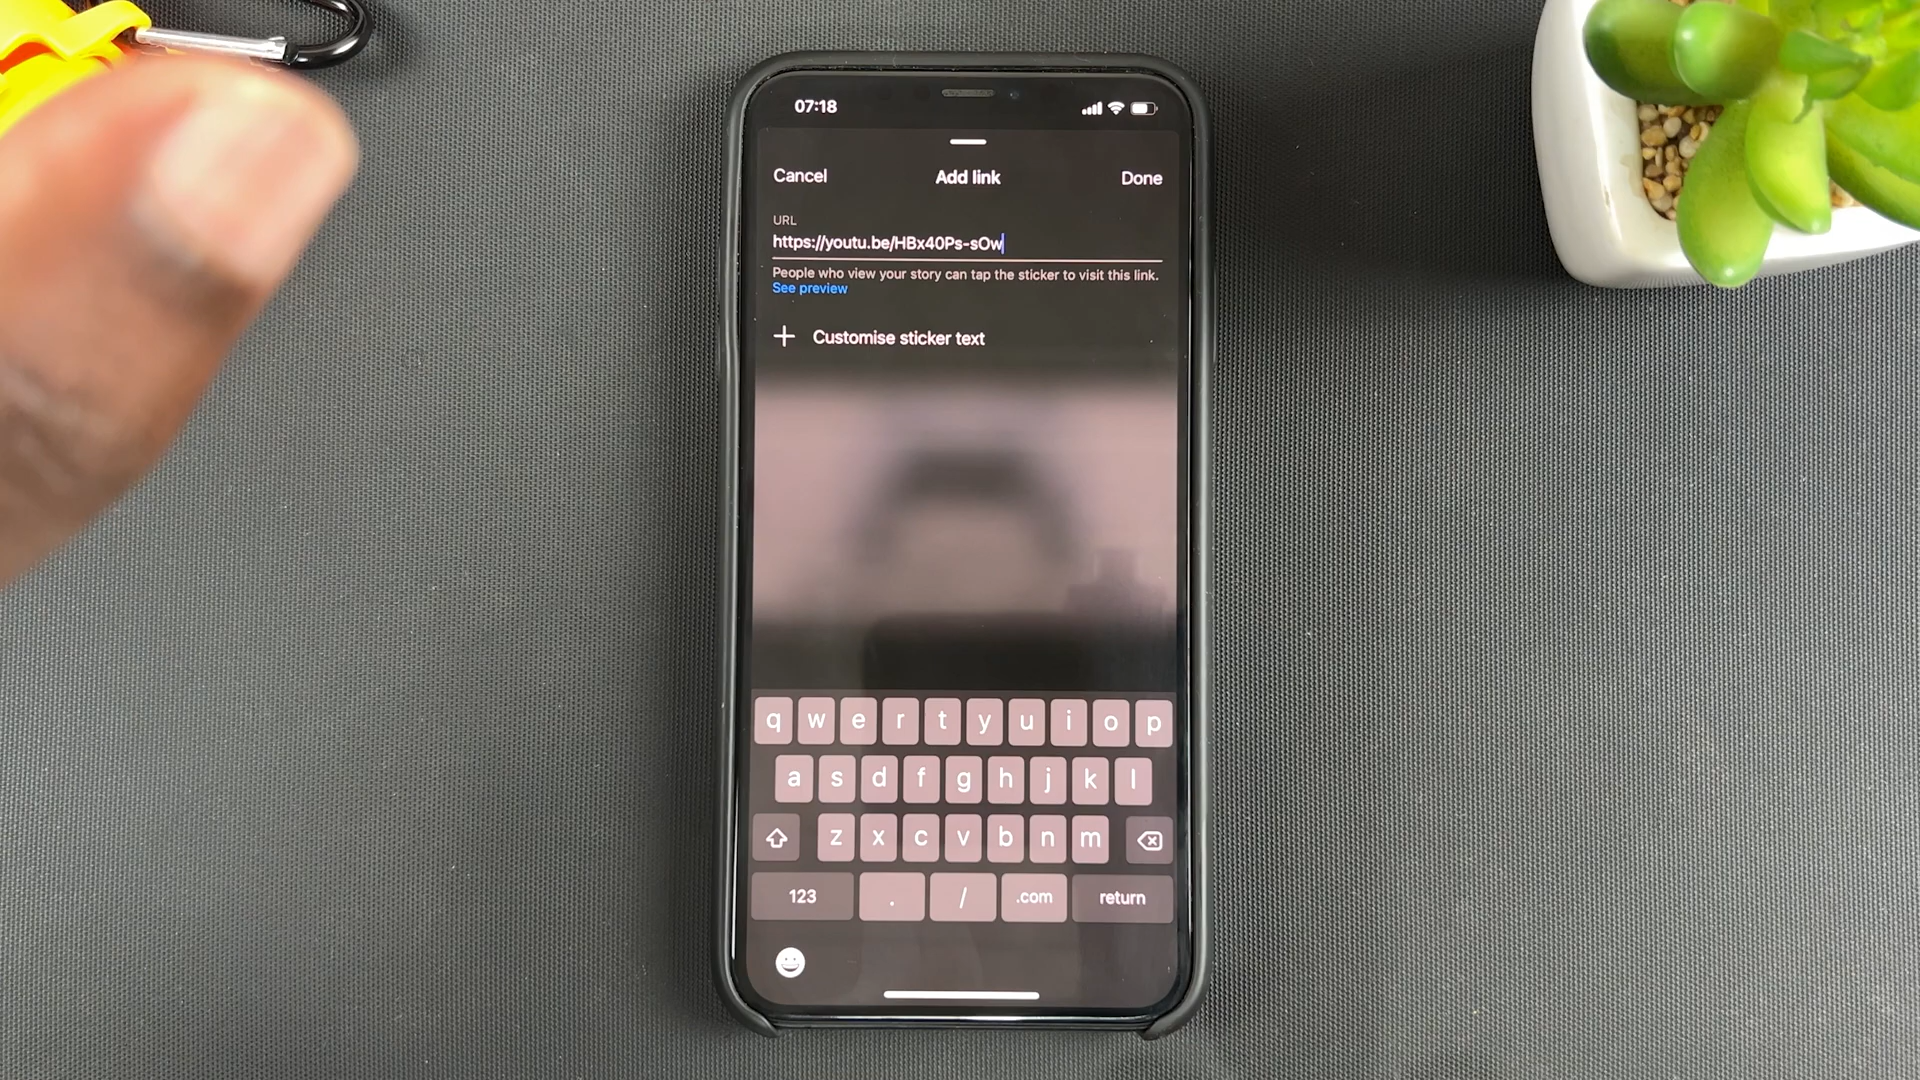 07:18
Cancel Add link Done
URL
https://youtu.be/HBx40Ps-sOw
People who view your story can tap the sticker to visit this link.
See preview
+ Customise sticker text
q w e r t y u i o p
a s d f g h j k l
z x c v b n m
123 . / .com return